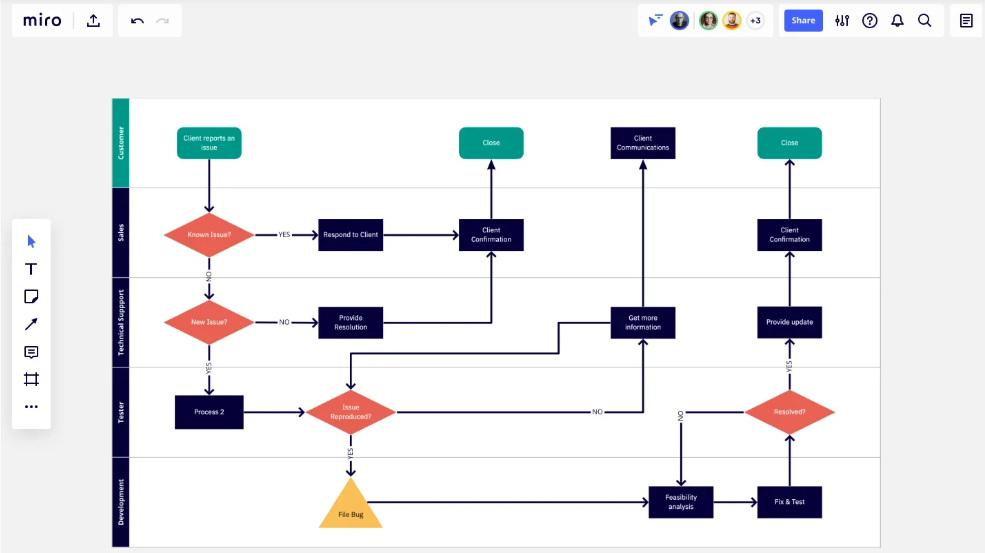 miro
+3
Share
Customer
Client reports an
issue
Close
Client
Communications
Close
Sales
Known Issue?
YES
Respond to Client
Client
Confirmation
Client
Confirmation
NO
Technical Suppport
New Issue?
NO
Provide
Resolution
Get more
information
Provide update
YES
YES
Tester
Process 2
Issue
Reproduced?
NO
NO
Resolved?
YES
Development
File Bug
Feasibility
analysis
Fix & Test